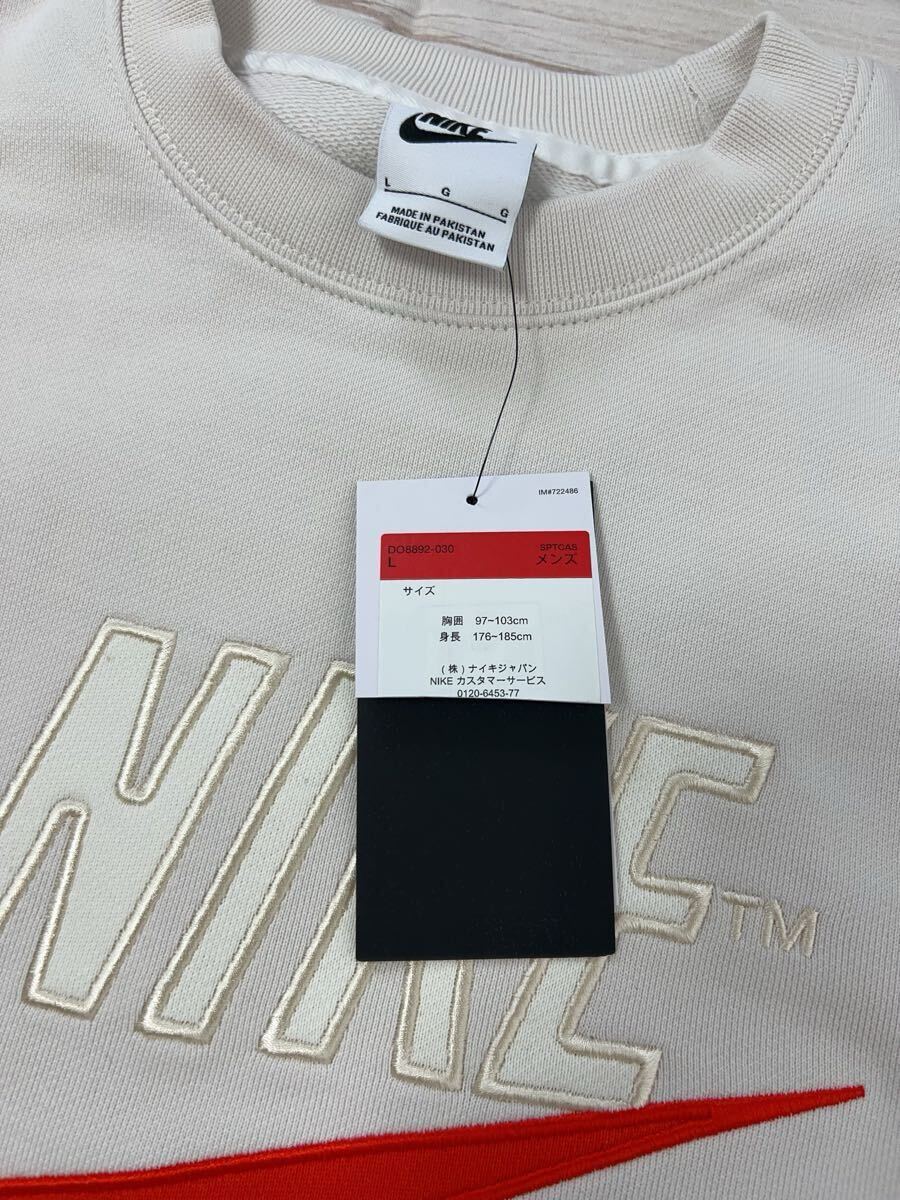 NIKE
L G G
MADE IN PAKISTAN
FABRIQUE AU PAKISTAN
IM#722486
DO8892-030 SPTCAS
L メンズ
サイズ
胸囲 97~103cm
身長 176~185cm
(株)ナイキジャパン
NIKE カスタマーサービス
0120-6453-77
NIKE TM